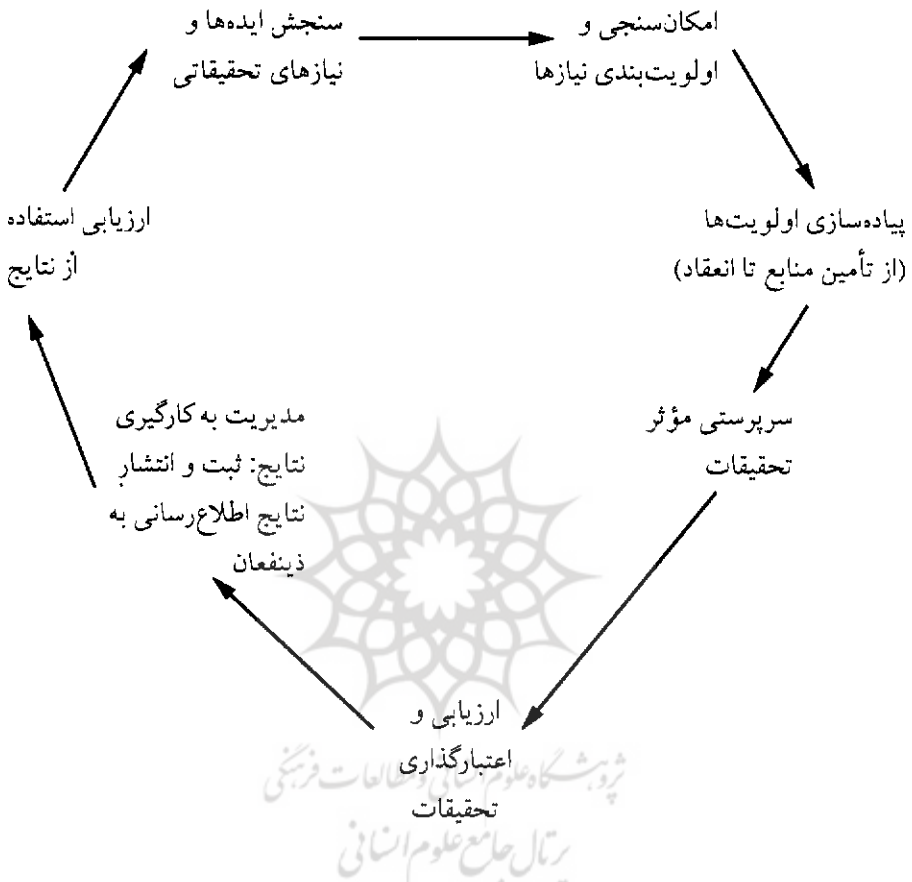 سنجش ایده‌ها و
نیازهای تحقیقاتی
امکان‌سنجی و
اولویت‌بندی نیازها
پیاده‌سازی اولویت‌ها
(از تأمین منابع تا انعقاد)
سرپرستی مؤثر
تحقیقات
ارزیابی و
اعتبارگذاری
تحقیقات
مدیریت به کارگیری
نتایج: ثبت و انتشار
نتایج اطلاع‌رسانی به
ذینفعان
ارزیابی استفاده
از نتایج
پژوهشگاه علوم انسانی و مطالعات فرهنگی
پرتال جامع علوم انسانی